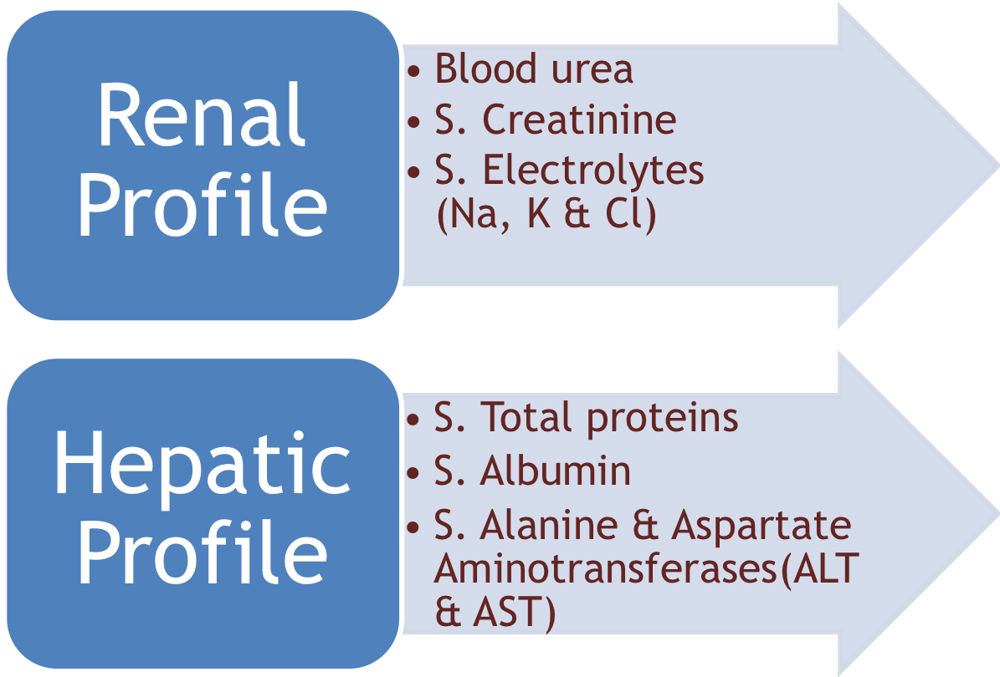 Renal
Profile
• Blood urea
• S. Creatinine
• S. Electrolytes
(Na, K & Cl)
Hepatic
Profile
• S. Total proteins
• S. Albumin
• S. Alanine & Aspartate
Aminotransferases(ALT
& AST)